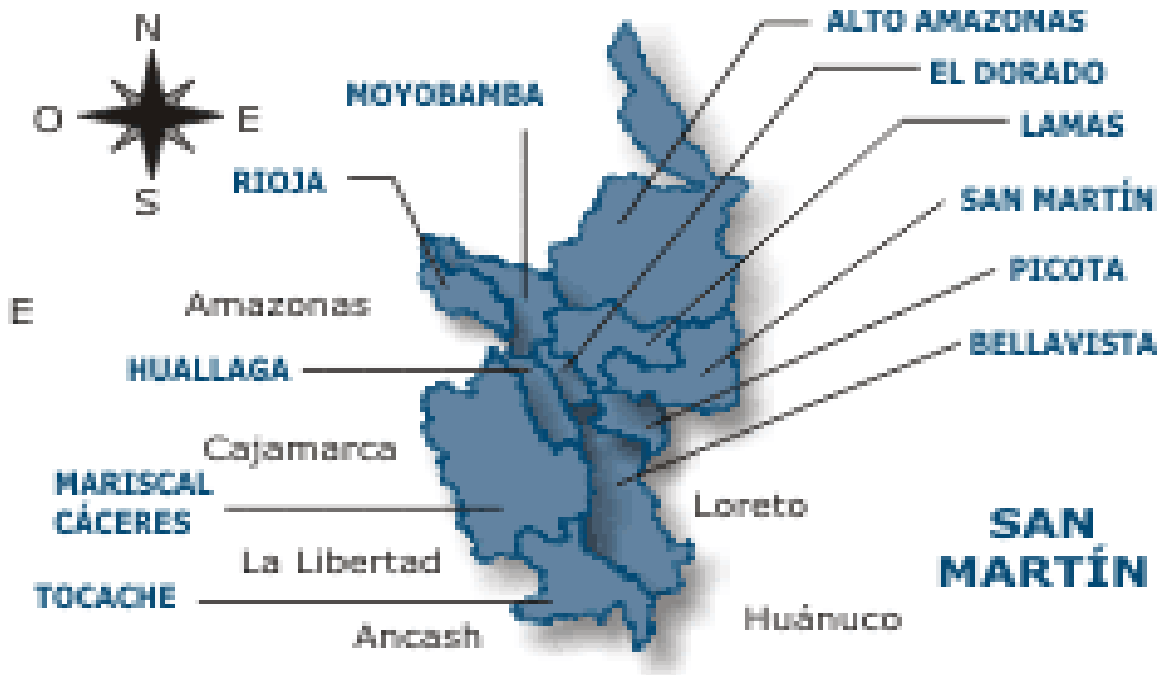 N
ALTO AMAZONAS
EL DORADO
MOYOBAMBA
O
E
LAMAS
RIOJA
S
SAN MARTÍN
PICOTA
Amazonas
E
BELLAVISTA
HUALLAGA
Cajamarca
MARISCAL
CÁCERES
Loreto
SAN
MARTÍN
La Libertad
TOCACHE
Huánuco
Ancash